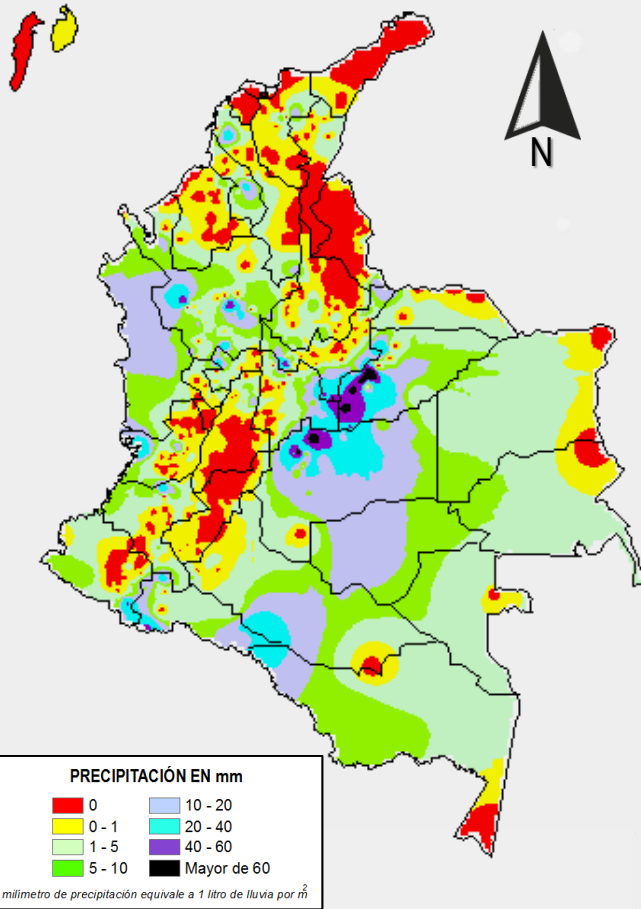 N
PRECIPITACIÓN EN mm
0
10 - 20
0 - 1
20 - 40
1 - 5
40 - 60
5 - 10
Mayor de 60
milímetro de precipitación equivale a 1 litro de lluvia por m2